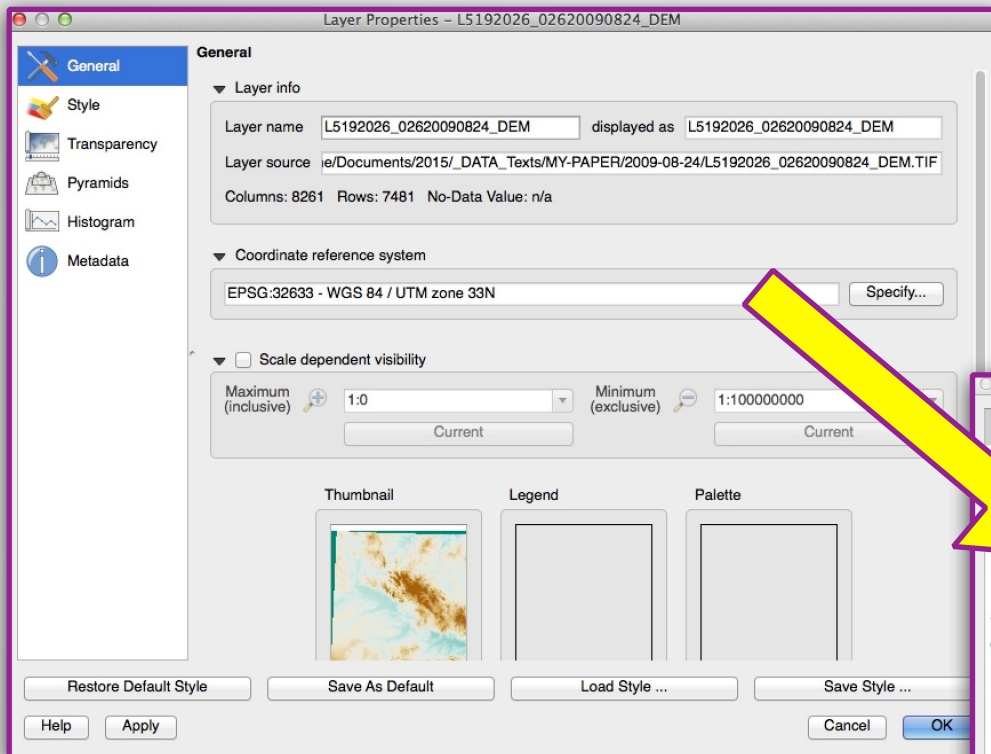 Layer Properties – L5192026_02620090824_DEM
General
Style
Transparency
Pyramids
Histogram
Metadata
General
Layer info
Layer name L5192026_02620090824_DEM displayed as L5192026_02620090824_DEM
Layer source e/Documents/2015/_DATA_Texts/MY-PAPER/2009-08-24/L5192026_02620090824_DEM.TIF
Columns: 8261 Rows: 7481 No-Data Value: n/a
Coordinate reference system
EPSG:32633 - WGS 84 / UTM zone 33N Specify...
Scale dependent visibility
Maximum (inclusive) 1:0 Minimum (exclusive) 1:100000000
Current Current
Thumbnail Legend Palette
Restore Default Style Save As Default Load Style ... Save Style ...
Help Apply Cancel OK